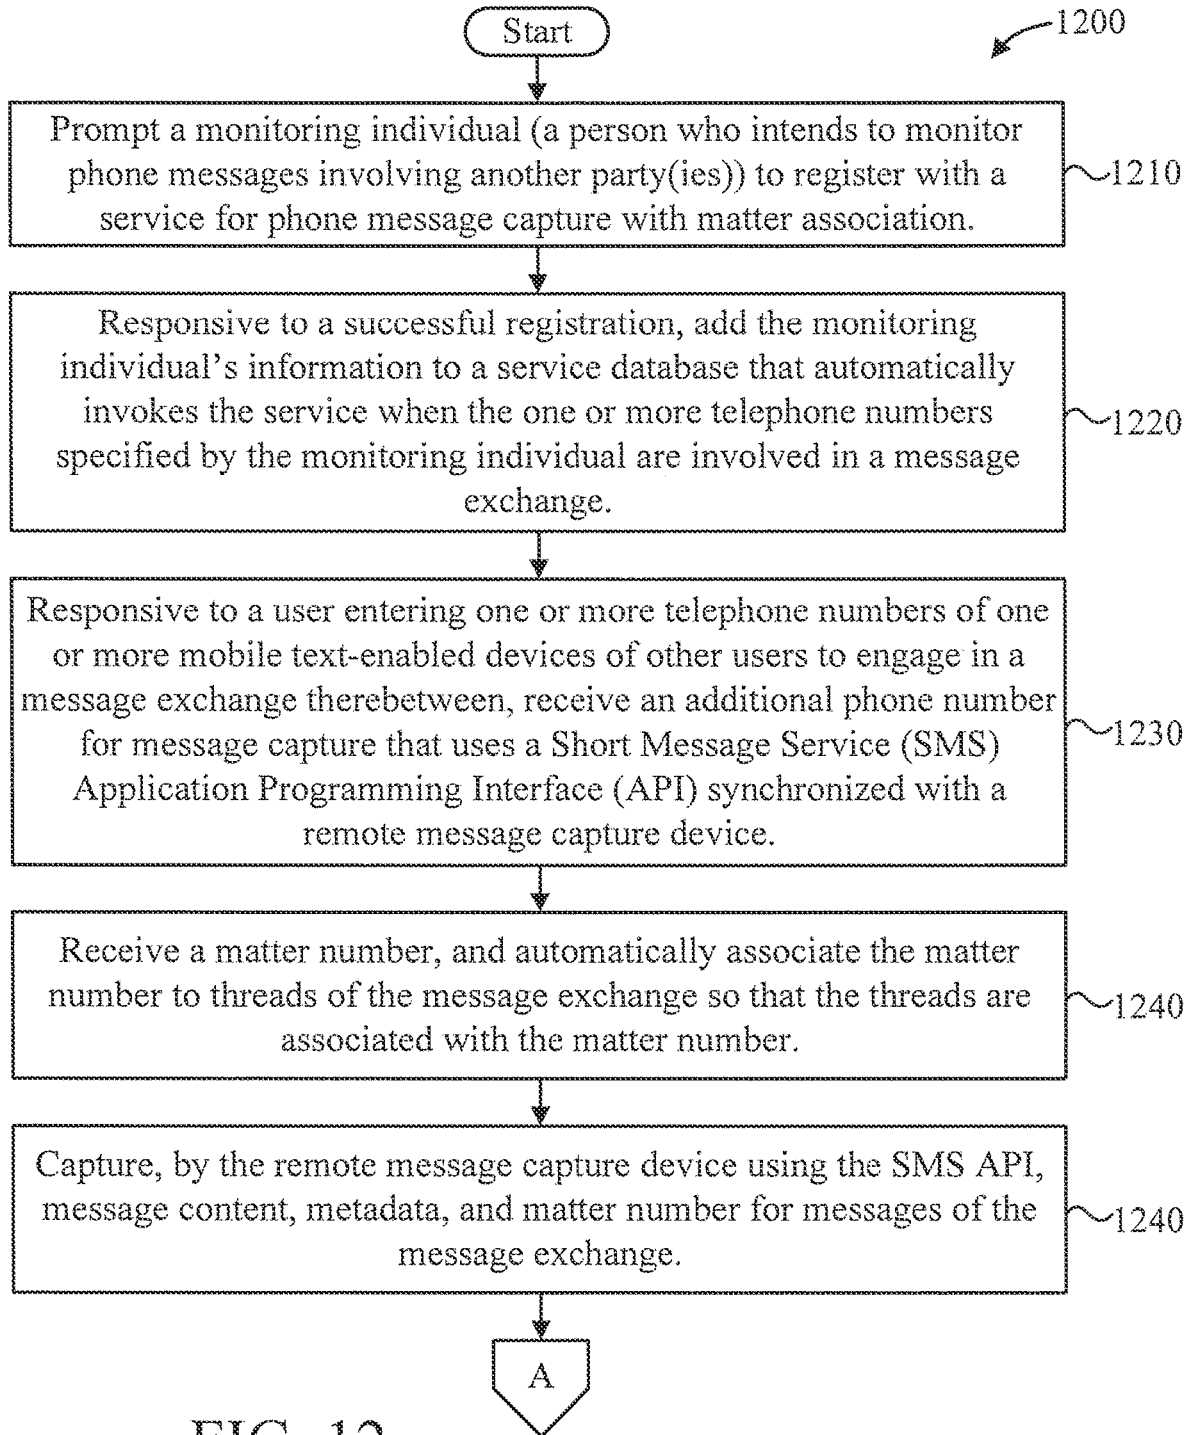 Start
1200
Prompt a monitoring individual (a person who intends to monitor
phone messages involving another party(ies)) to register with a
service for phone message capture with matter association.
1210
Responsive to a successful registration, add the monitoring
individual's information to a service database that automatically
invokes the service when the one or more telephone numbers
specified by the monitoring individual are involved in a message
exchange.
1220
Responsive to a user entering one or more telephone numbers of one
or more mobile text-enabled devices of other users to engage in a
message exchange therebetween, receive an additional phone number
for message capture that uses a Short Message Service (SMS)
Application Programming Interface (API) synchronized with a
remote message capture device.
1230
Receive a matter number, and automatically associate the matter
number to threads of the message exchange so that the threads are
associated with the matter number.
1240
Capture, by the remote message capture device using the SMS API,
message content, metadata, and matter number for messages of the
message exchange.
1240
A
FIG. 12